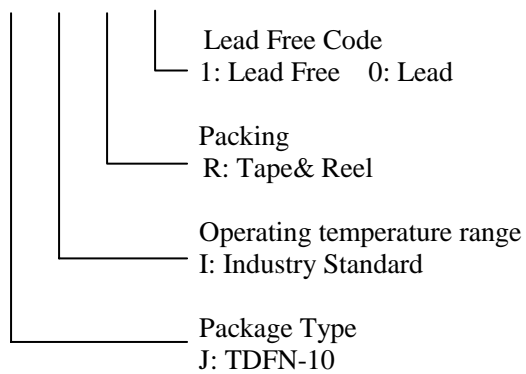 Lead Free Code
1: Lead Free 0: Lead
Packing
R: Tape& Reel
Operating temperature range
I: Industry Standard
Package Type
J: TDFN-10